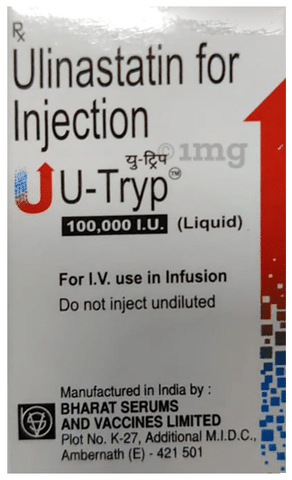 Rx
Ulinastatin for
Injection
यु-ट्रिप
1mg
U-Tryp™
100,000 I.U. (Liquid)
For I.V. use in Infusion
Do not inject undiluted
Manufactured in India by :
BHARAT SERUMS
AND VACCINES LIMITED
Plot No. K-27, Additional M.I.D.C.,
Ambernath (E) - 421 501